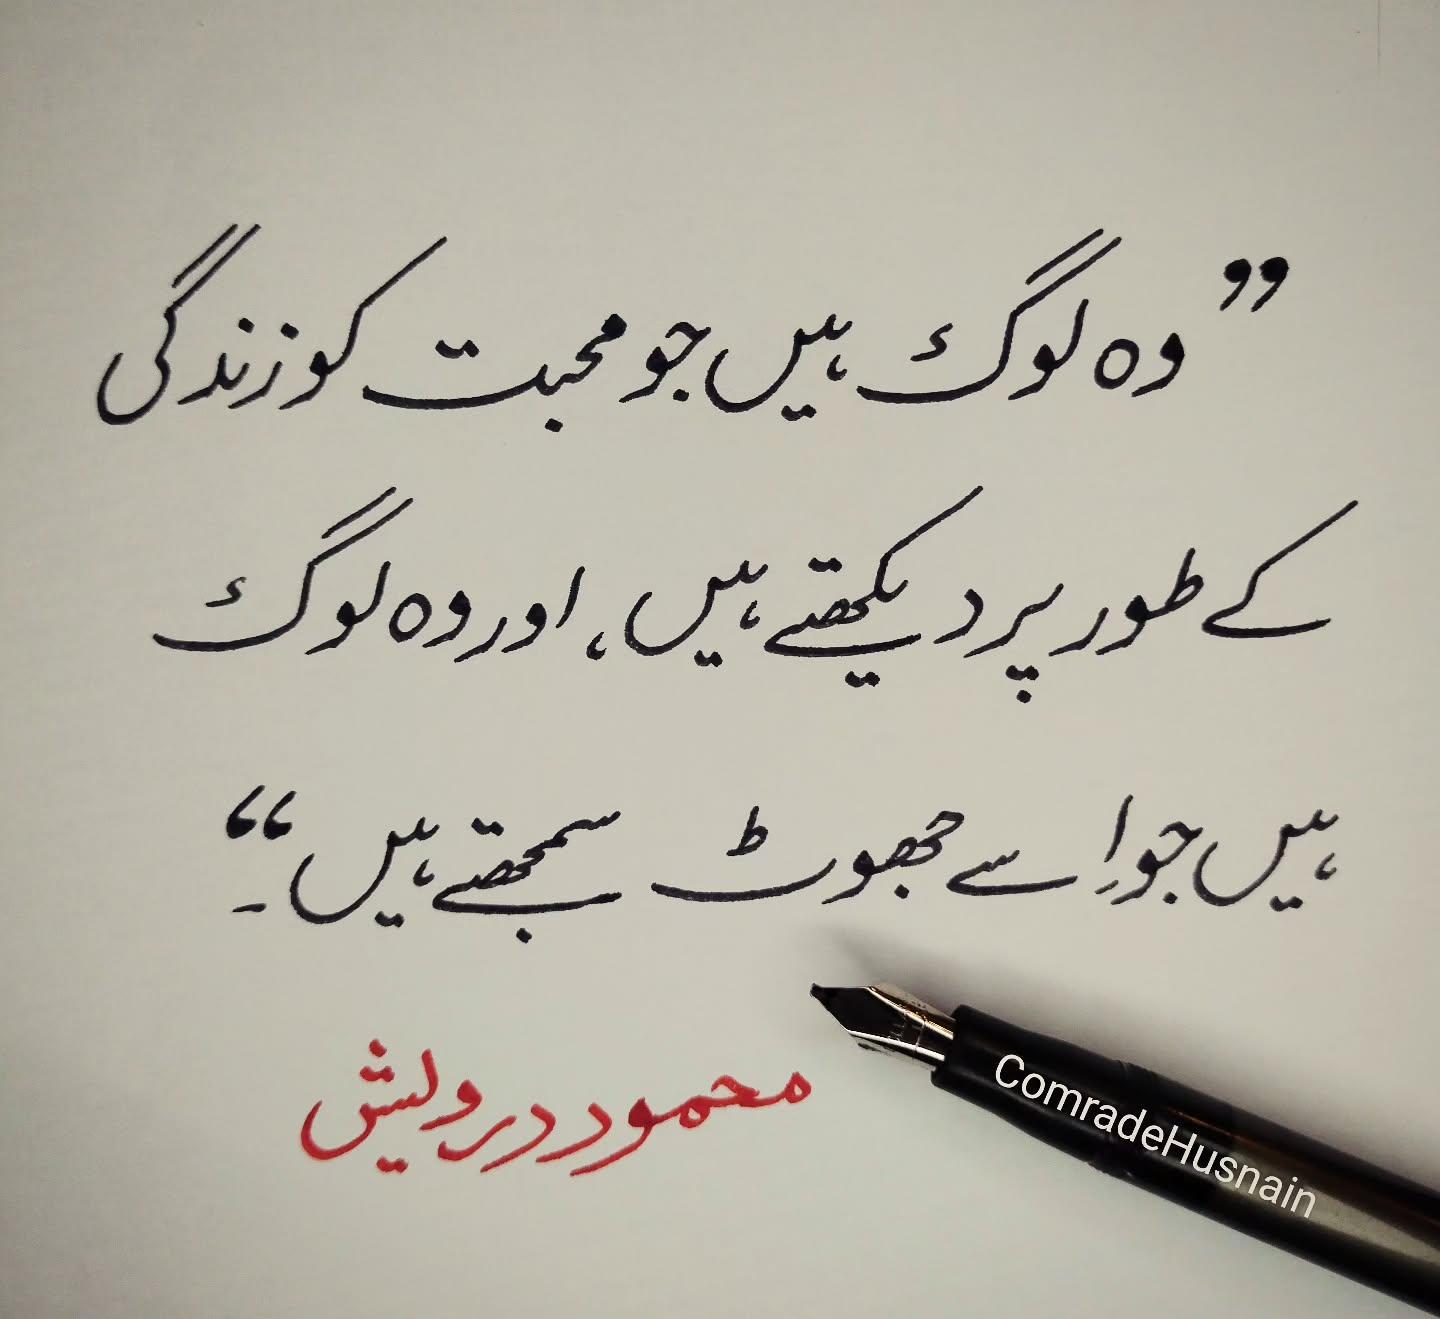 ”وہ لوگ ہیں جو محبت کو زندگی
کے طور پر دیکھتے ہیں، اور وہ لوگ
ہیں جو اِسے جھوٹ سمجھتے ہیں۔“
محمود درویش
ComradeHusnain